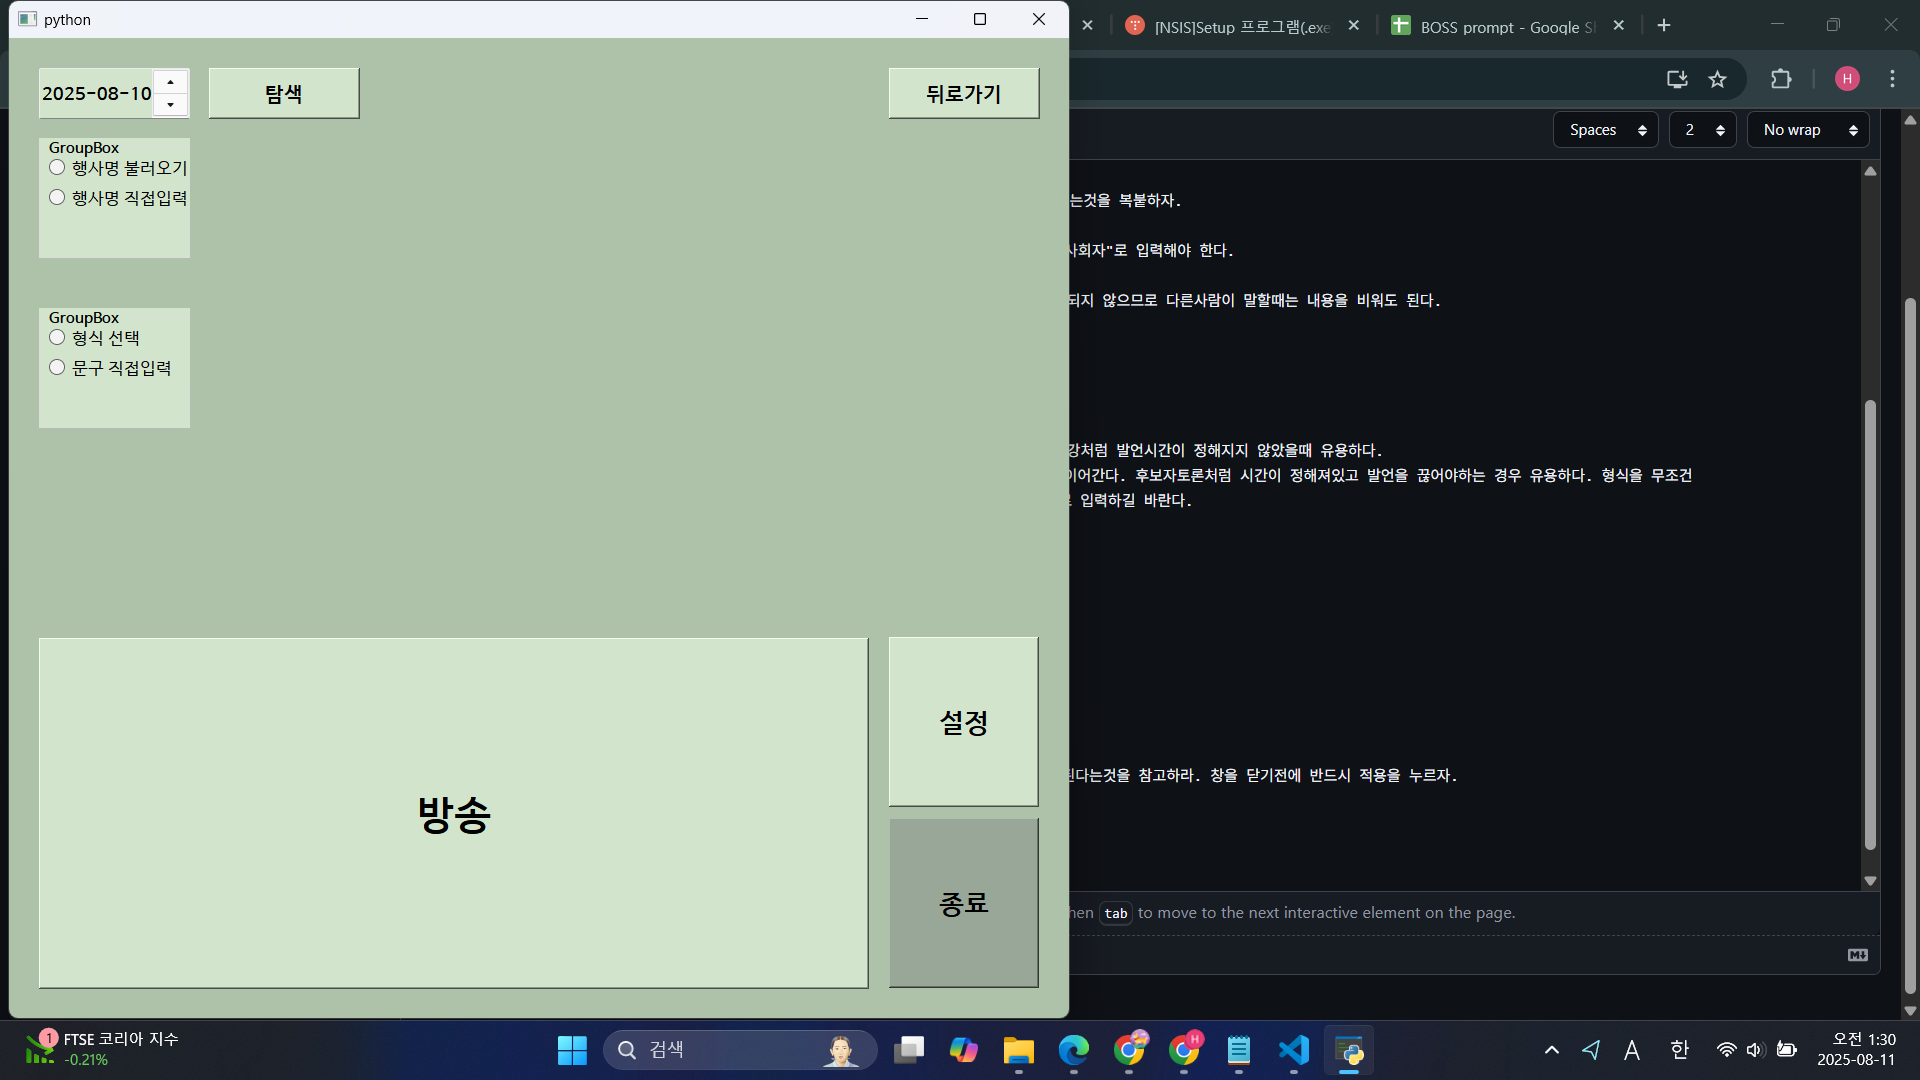 python
2025-08-10
탐색
뒤로가기
GroupBox
행사명 불러오기
행사명 직접입력
GroupBox
형식 선택
문구 직접입력
방송
설정
종료
[NSIS]Setup 프로그램(.exe
BOSS prompt - Google S
H
Spaces
2
No wrap
는것을 복붙하자.
사회자"로 입력해야 한다.
되지 않으므로 다른사람이 말할때는 내용을 비워도 된다.
강처럼 발언시간이 정해지지 않았을때 유용하다.
이어간다. 후보자토론처럼 시간이 정해져있고 발언을 끊어야하는 경우 유용하다. 형식을 무조건
입력하길 바란다.
된다는것을 참고하라. 창을 닫기전에 반드시 적용을 누르자.
hen tab to move to the next interactive element on the page.
1
FTSE 코리아 지수
-0.21%
검색
H
A
한
오전 1:30
2025-08-11